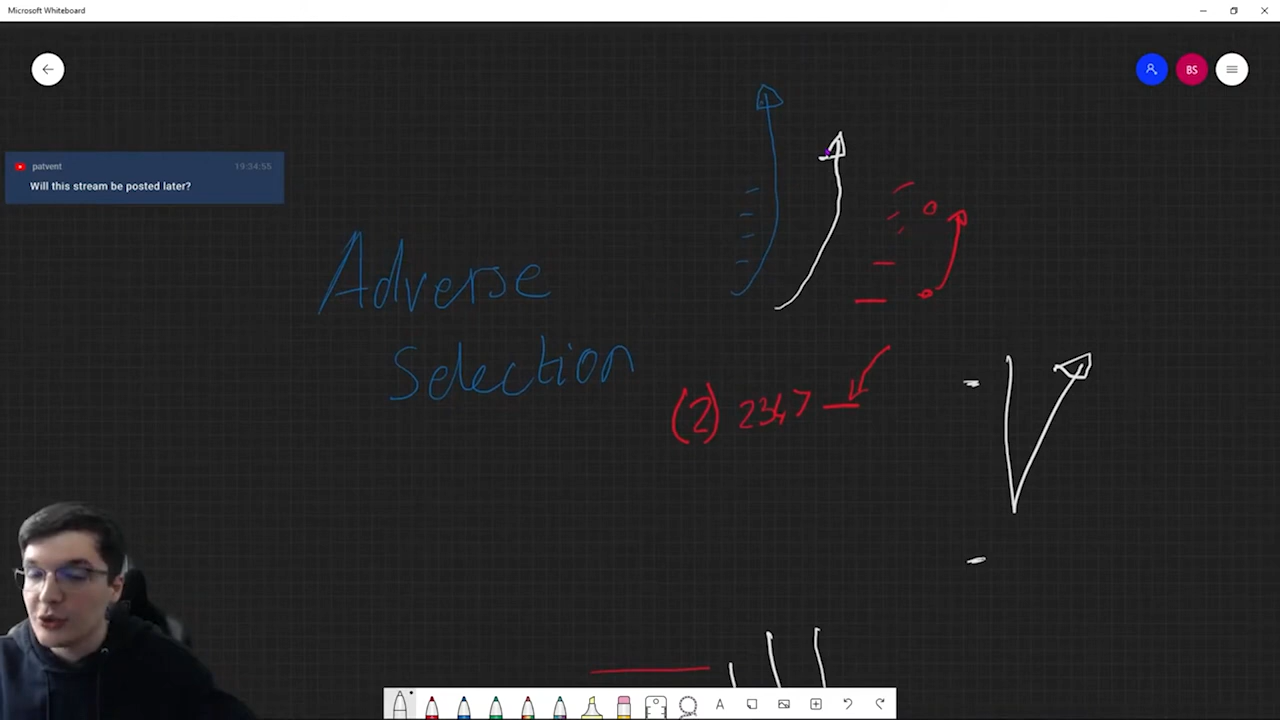 Microsoft Whiteboard
BS
patvent 19:34:55
Will this stream be posted later?
Adverse
Selection
(2) 2347
A